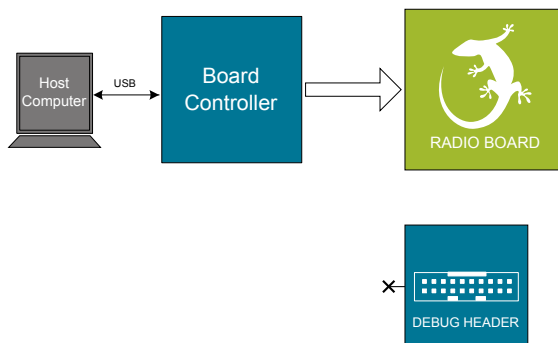 Host
Computer
USB
Board
Controller
RADIO BOARD
DEBUG HEADER